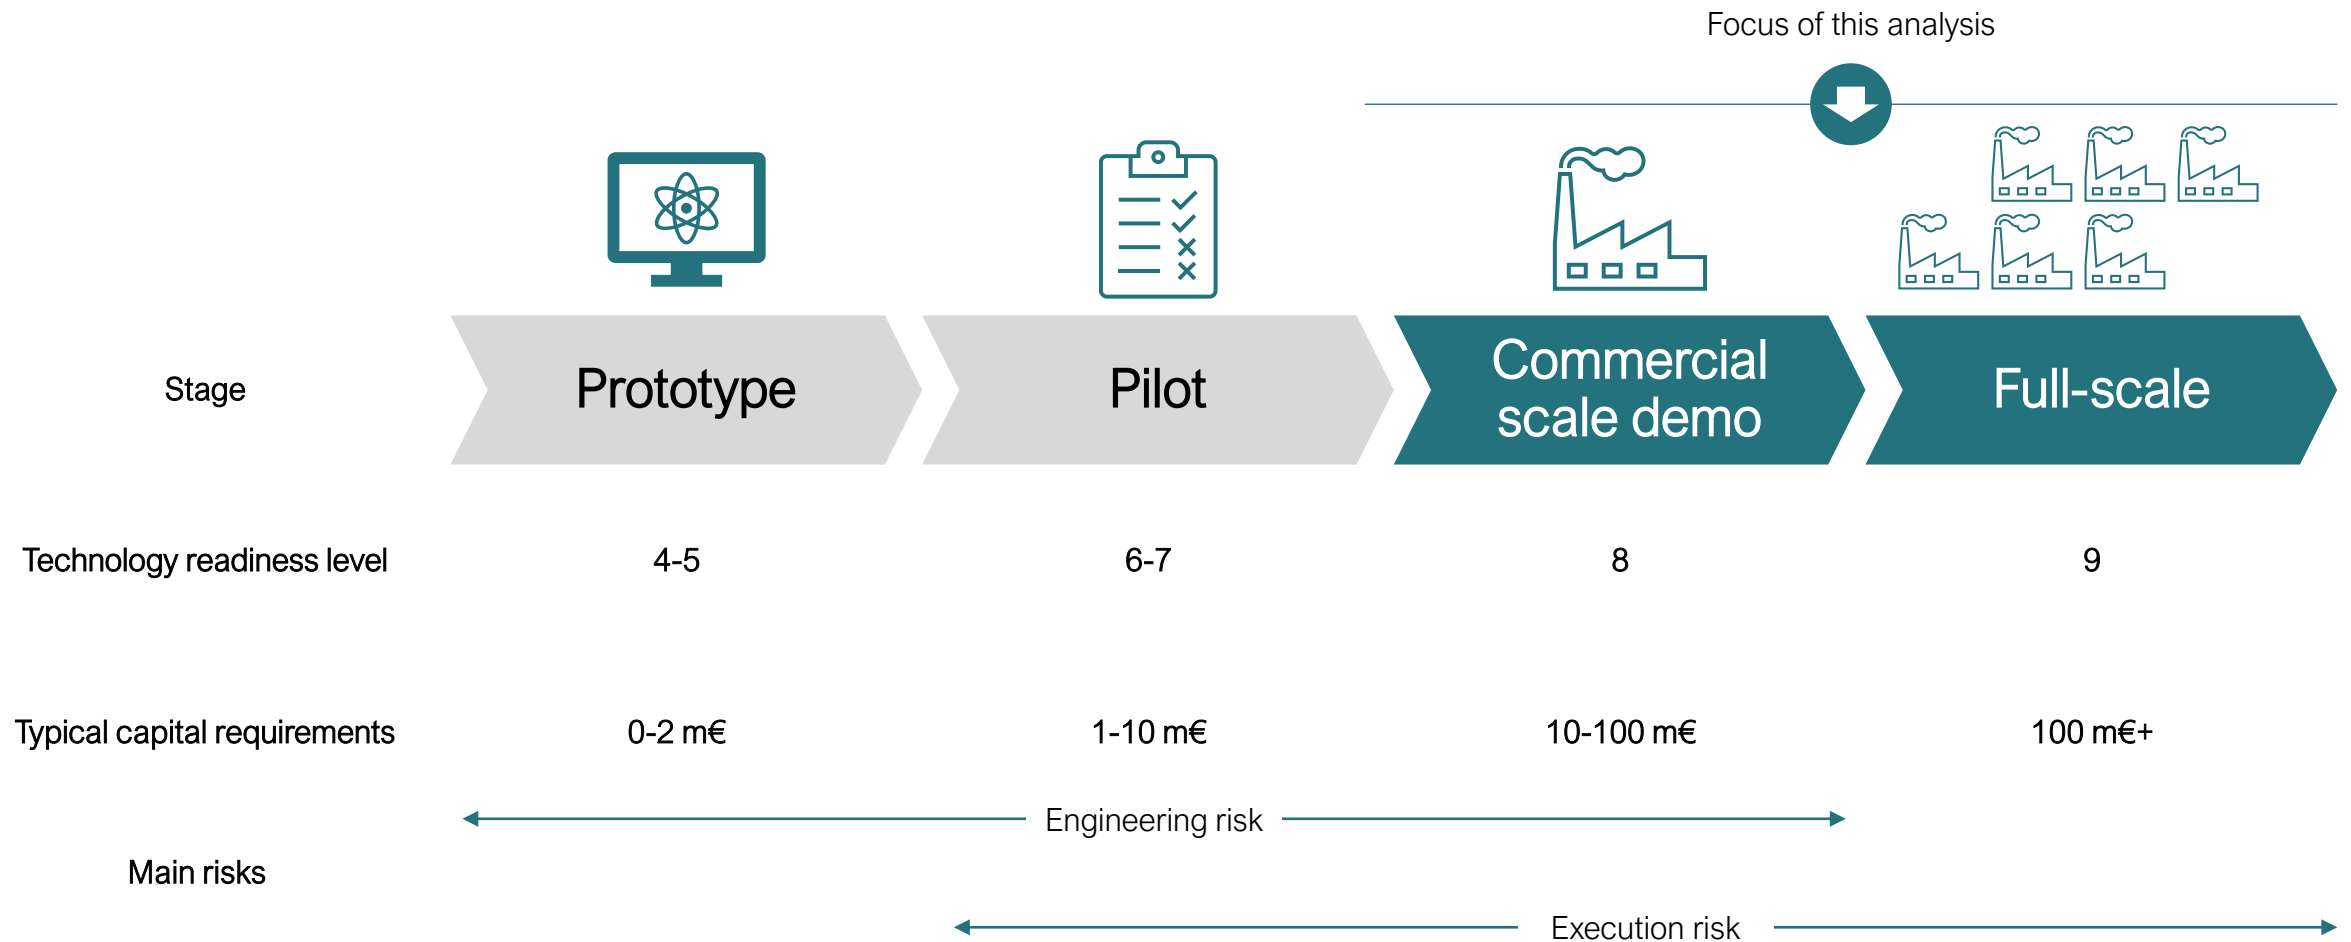 Focus of this analysis
Stage
Prototype
Pilot
Commercial
scale demo
Full-scale
Technology readiness level
4-5
6-7
8
9
Typical capital requirements
0-2 m€
1-10 m€
10-100 m€
100 m€+
Main risks
Engineering risk
Execution risk